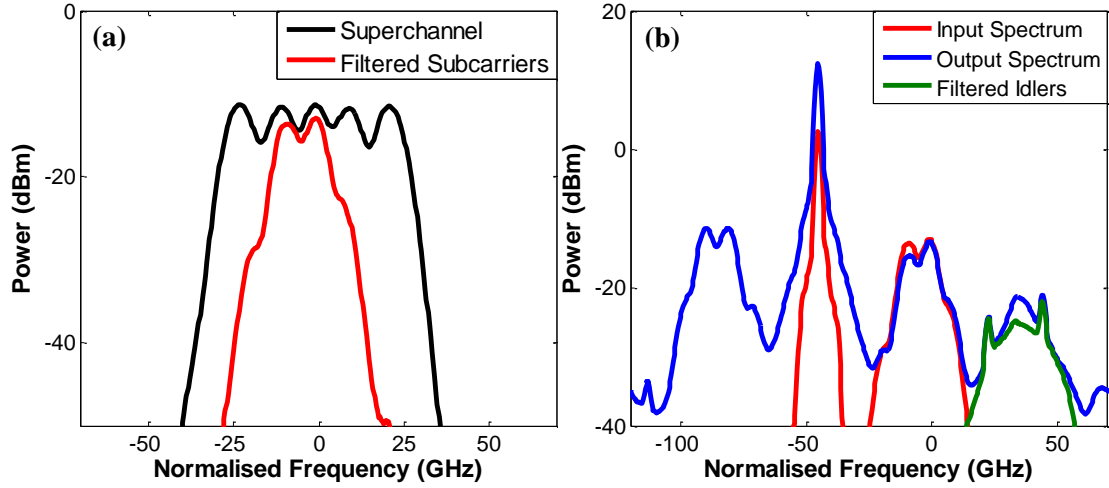 (a)
Superchannel
Filtered Subcarriers
0
-20
-40
Power (dBm)
-50
-25
0
25
50
Normalised Frequency (GHz)
(b)
Input Spectrum
Output Spectrum
Filtered Idlers
20
0
-20
-40
Power (dBm)
-100
-50
0
50
Normalised Frequency (GHz)